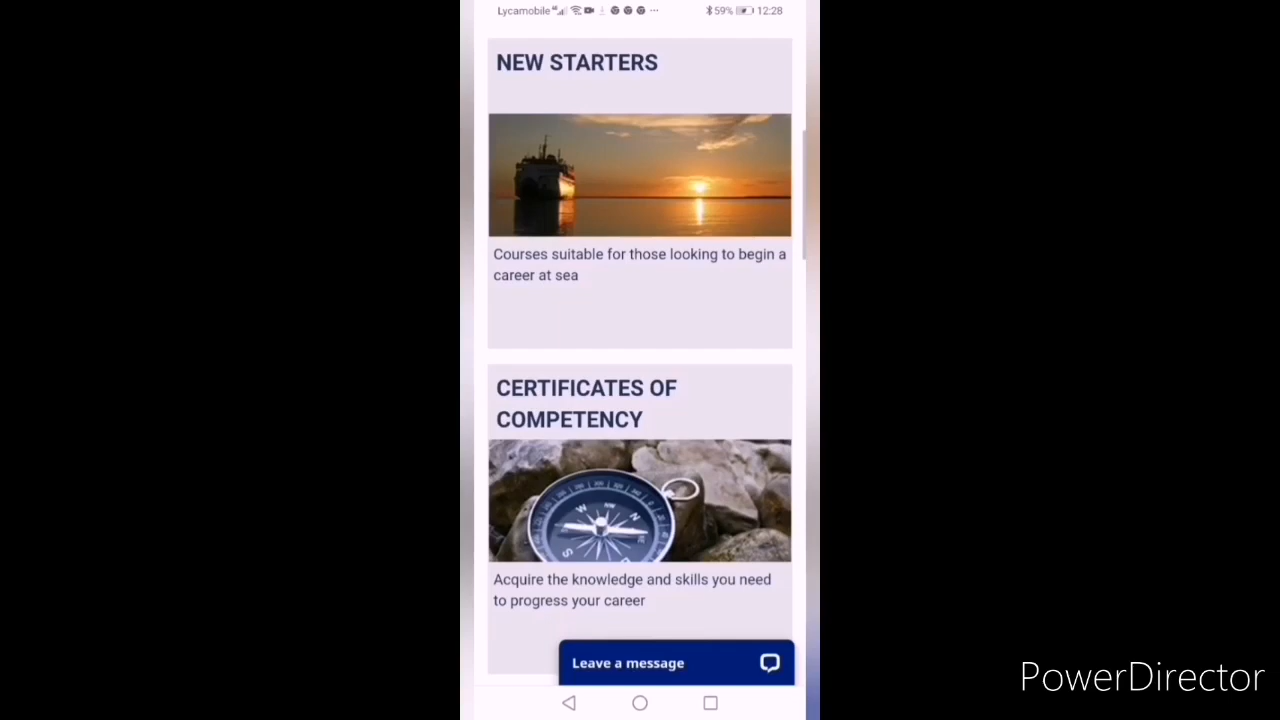 Lycamobile 59% 12:28
NEW STARTERS
Courses suitable for those looking to begin a
career at sea
CERTIFICATES OF
COMPETENCY
W NW N
S
Acquire the knowledge and skills you need
to progress your career
Leave a message
PowerDirector